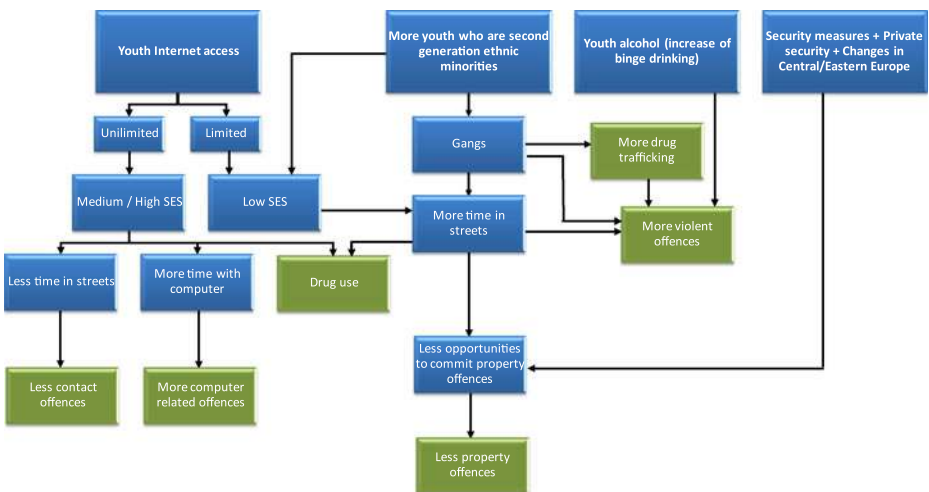 Youth Internet access
More youth who are second
generation ethnic
minorities
Youth alcohol (increase of
binge drinking)
Security measures + Private
security + Changes in
Central/Eastern Europe
Unilimited
Limited
Gangs
More drug
trafficking
Medium / High SES
Low SES
More time in
streets
More violent
offences
Less time in streets
More time with
computer
Drug use
Less opportunities
to commit property
offences
Less contact
offences
More computer
related offences
Less property
offences